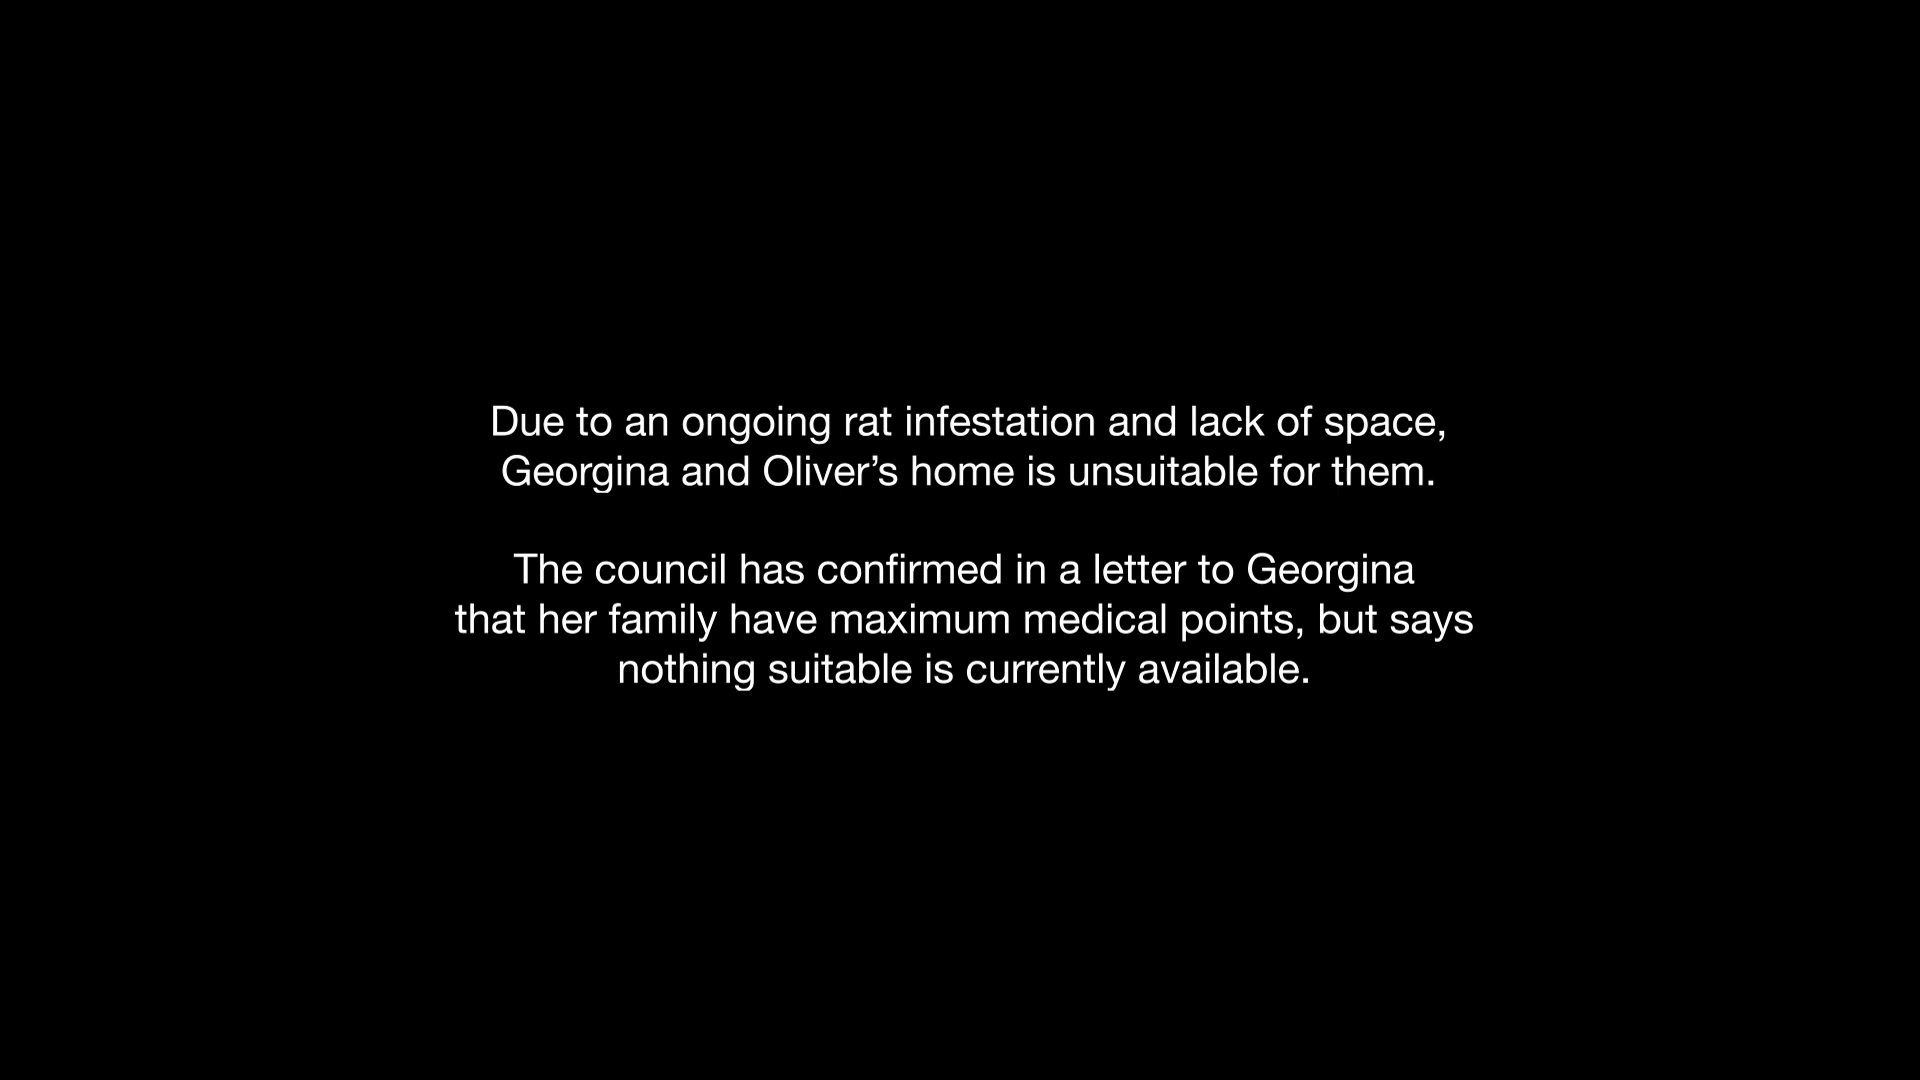 Due to an ongoing rat infestation and lack of space,
Georgina and Oliver’s home is unsuitable for them.
The council has confirmed in a letter to Georgina
that her family have maximum medical points, but says
nothing suitable is currently available.